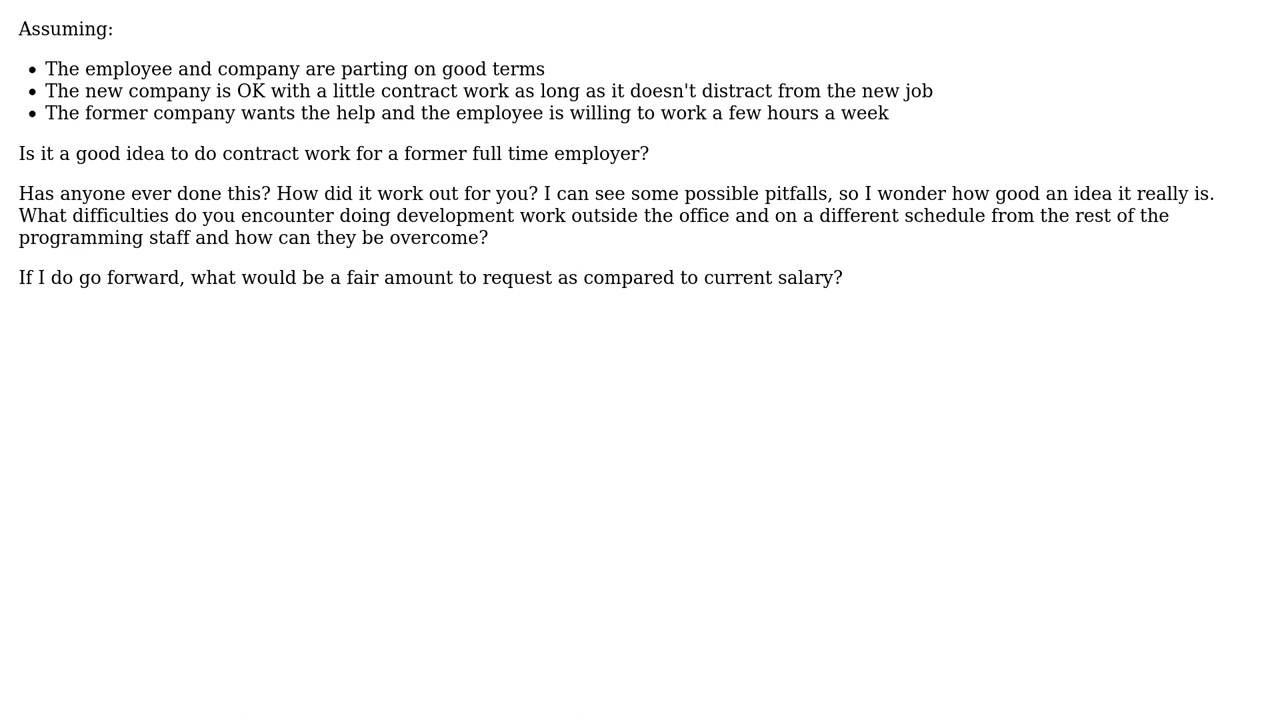 Assuming:
• The employee and company are parting on good terms
• The new company is OK with a little contract work as long as it doesn't distract from the new job
• The former company wants the help and the employee is willing to work a few hours a week
Is it a good idea to do contract work for a former full time employer?
Has anyone ever done this? How did it work out for you? I can see some possible pitfalls, so I wonder how good an idea it really is.
What difficulties do you encounter doing development work outside the office and on a different schedule from the rest of the
programming staff and how can they be overcome?
If I do go forward, what would be a fair amount to request as compared to current salary?